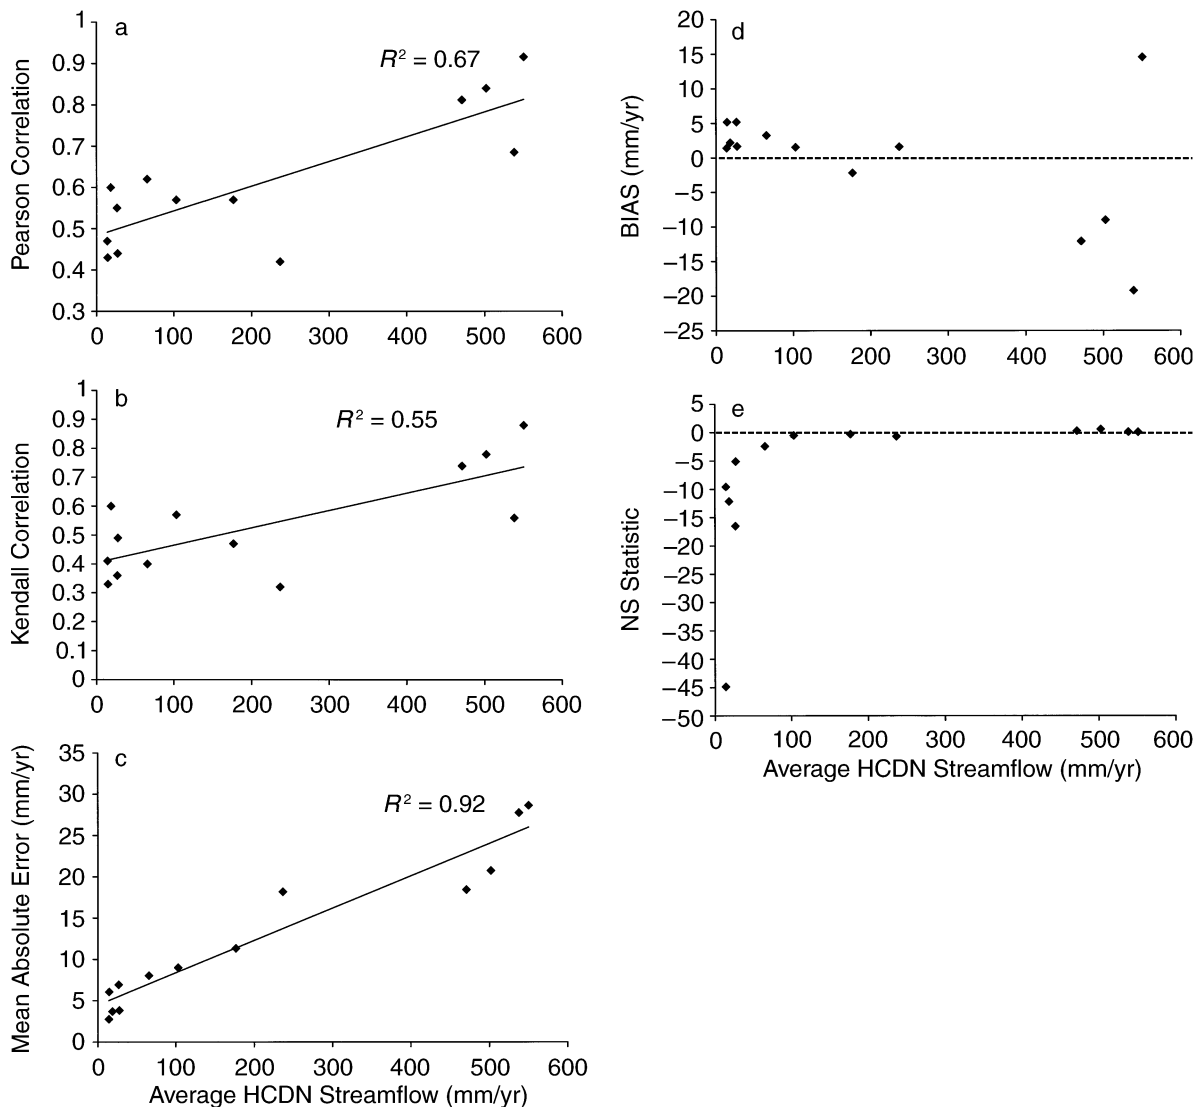 a
R² = 0.67
Pearson Correlation
1
0.9
0.8
0.7
0.6
0.5
0.4
0.3
0 100 200 300 400 500 600
b
R² = 0.55
Kendall Correlation
1
0.9
0.8
0.7
0.6
0.5
0.4
0.3
0.2
0.1
0
0 100 200 300 400 500 600
c
R² = 0.92
Mean Absolute Error (mm/yr)
35
30
25
20
15
10
5
0
0 100 200 300 400 500 600
Average HCDN Streamflow (mm/yr)
d
BIAS (mm/yr)
20
15
10
5
0
−5
−10
−15
−20
−25
0 100 200 300 400 500 600
e
NS Statistic
5
0
−5
−10
−15
−20
−25
−30
−35
−40
−45
−50
0 100 200 300 400 500 600
Average HCDN Streamflow (mm/yr)